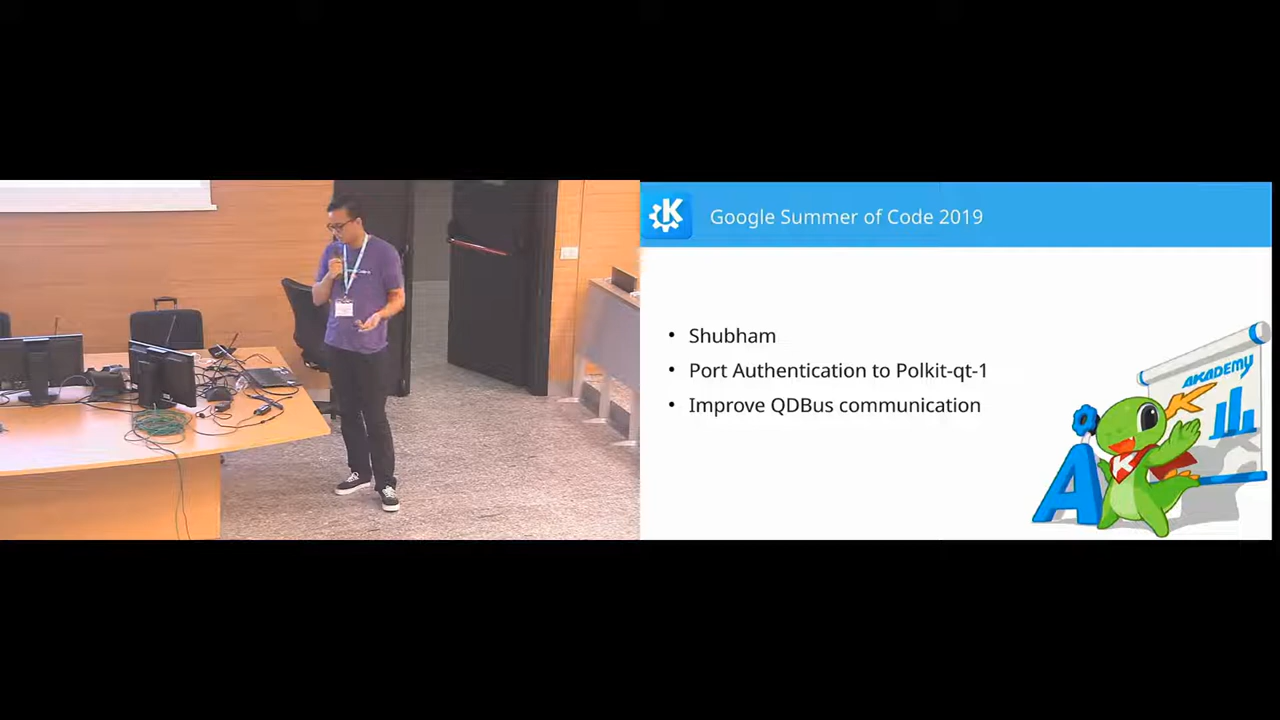 Google Summer of Code 2019
• Shubham
• Port Authentication to Polkit-qt-1
• Improve QDBus communication
AKADEMY